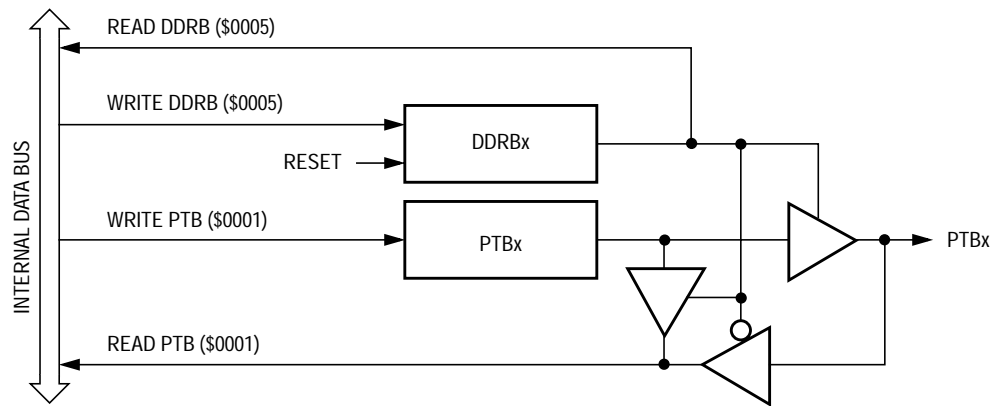 READ DDRB ($0005)
WRITE DDRB ($0005)
DDRBx
RESET
WRITE PTB ($0001)
PTBx
PTBx
READ PTB ($0001)
INTERNAL DATA BUS